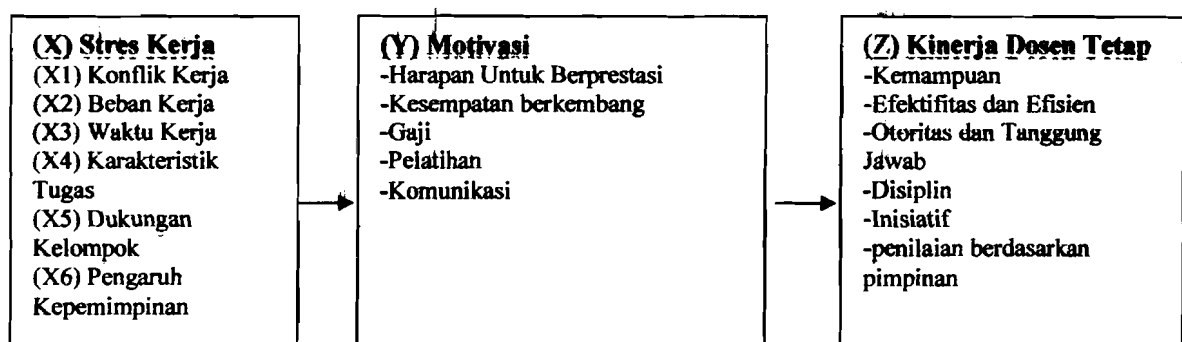 (X) Stres Kerja
(X1) Konflik Kerja
(X2) Beban Kerja
(X3) Waktu Kerja
(X4) Karakteristik
Tugas
(X5) Dukungan
Kelompok
(X6) Pengaruh
Kepemimpinan
(Y) Motivasi
-Harapan Untuk Berprestasi
-Kesempatan berkembang
-Gaji
-Pelatihan
-Komunikasi
(Z) Kinerja Dosen Tetap
-Kemampuan
-Efektifitas dan Efisien
-Otoritas dan Tanggung
Jawab
-Disiplin
-Inisiatif
-penilaian berdasarkan
pimpinan